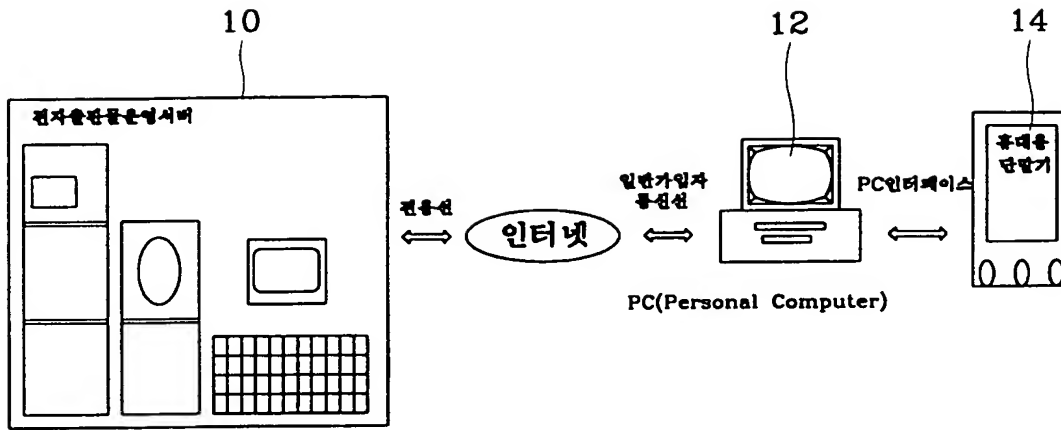 10
12
14
전자출판물운영서버
전용선
인터넷
일반가입자
통신선
PC인터페이스
휴대용
단말기
PC(Personal Computer)